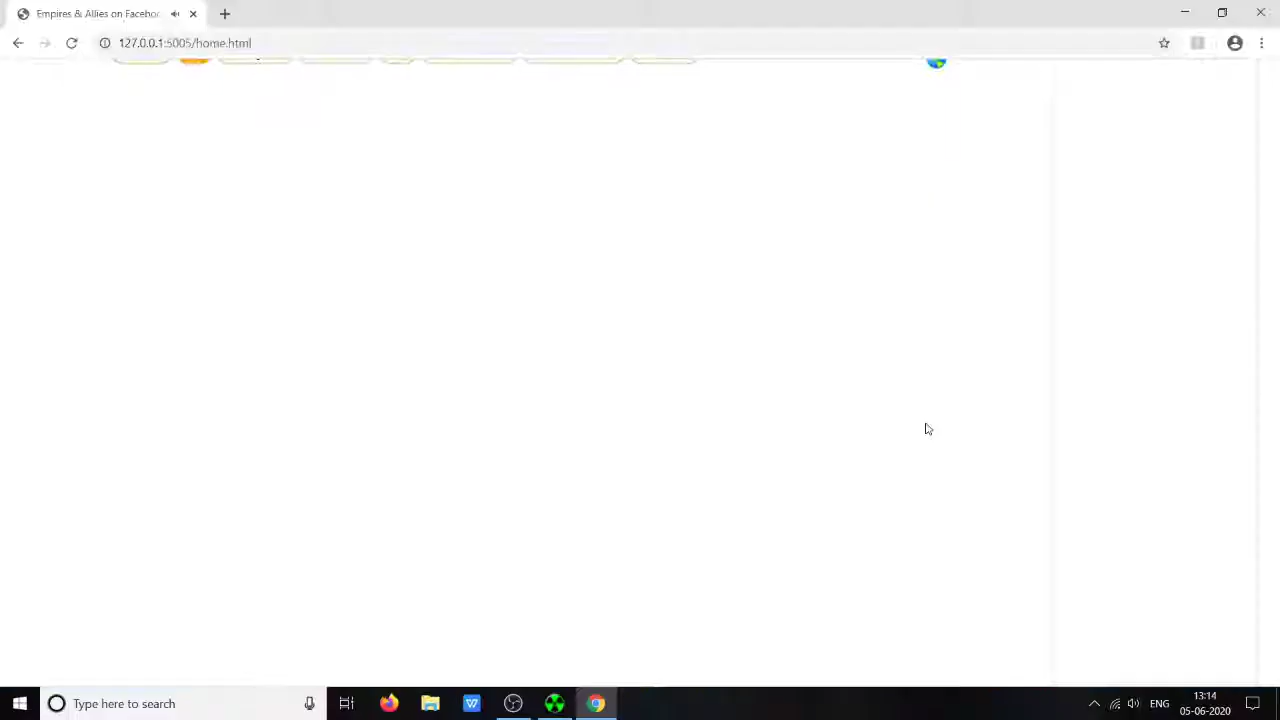 Empires & Allies on Faceboo
127.0.0.1:5005/home.html
Type here to search
ENG
13:14
05-06-2020